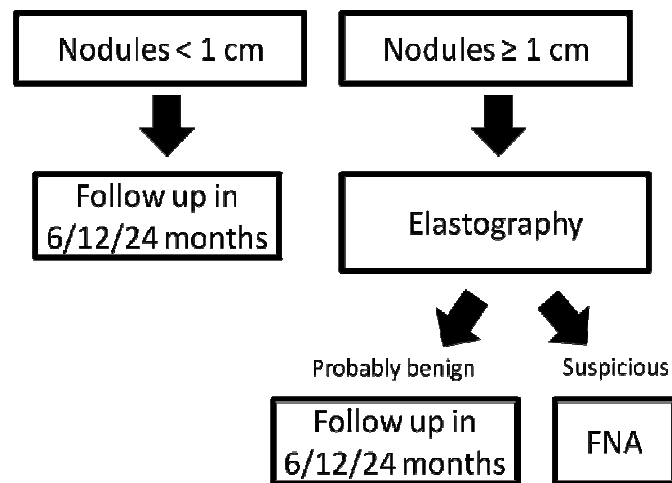 Nodules < 1 cm
Nodules ≥ 1 cm
Follow up in
6/12/24 months
Elastography
Probably benign
Suspicious
Follow up in
6/12/24 months
FNA